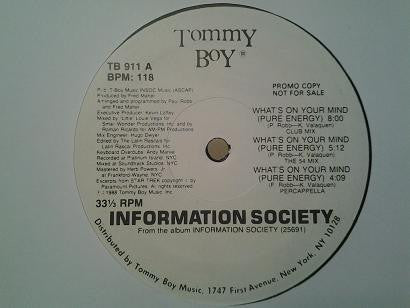 TOMMY
BOY ®
TB 911 A
BPM: 118
PROMO COPY
NOT FOR SALE
P & © T-Boy Music W/SOC Music (ASCAP)
Produced by Fred Maher
Arranged and programmed by Paul Robb
and Fred Maher
Executive Producer: Kevin Laffey
Mixed by "Little" Louie Vega for
Small Wonder Productions Inc. and by
Roman Ricardo for AM-PM Productions
Mix Engineer: Hugo Dwyer
Edited by The Latin Rascals for
Latin Rascal Productions, Inc.
Keyboard Overdubs: Andy Marvel
Recorded at Platinum Island, NYC
Mixed at Soundtrack Studios, NYC
Mastered by Herb Powers, Jr.
at Frankford-Wayne, NYC
Excerpts from STAR TREK copyright by
Paramount Pictures. All rights reserved.
1988 Tommy Boy Music, Inc.
WHAT'S ON YOUR MIND
(PURE ENERGY) 8:00
(P. Robb—K. Valaquen)
CLUB MIX
WHAT'S ON YOUR MIND
(PURE ENERGY) 5:12
(P. Robb—K. Valaquen)
THE 54 MIX
WHAT'S ON YOUR MIND
(PURE ENERGY) 4:09
(P. Robb—K. Valaquen)
PERCAPPELLA
33⅓ RPM
INFORMATION SOCIETY
From the album INFORMATION SOCIETY (25691)
Distributed by Tommy Boy Music, 1747 First Avenue, New York, NY 10128